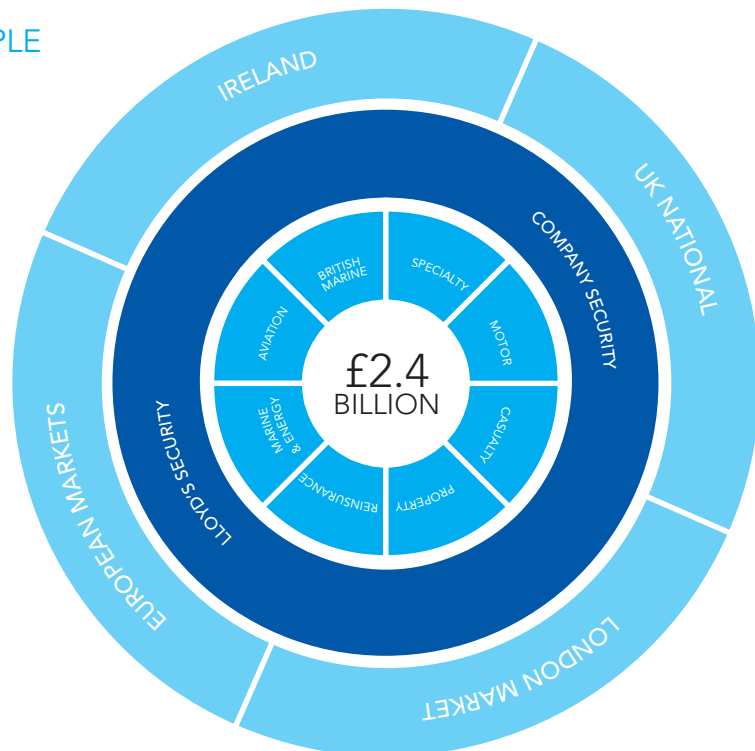 PLE
IRELAND
UK NATIONAL
LONDON MARKET
EUROPEAN MARKETS
COMPANY SECURITY
LLOYD'S SECURITY
BRITISH
MARINE
SPECIALTY
MOTOR
CASUALTY
PROPERTY
REINSURANCE
MARINE
& ENERGY
AVIATION
£2.4
BILLION